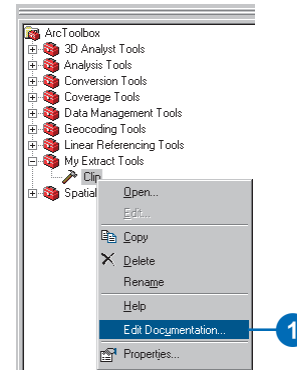 ArcToolbox
3D Analyst Tools
Analysis Tools
Conversion Tools
Coverage Tools
Data Management Tools
Geocoding Tools
Linear Referencing Tools
My Extract Tools
Clip
Spatial
Open...
Edit...
Copy
Delete
Rename
Help
Edit Documentation...
1
Properties...